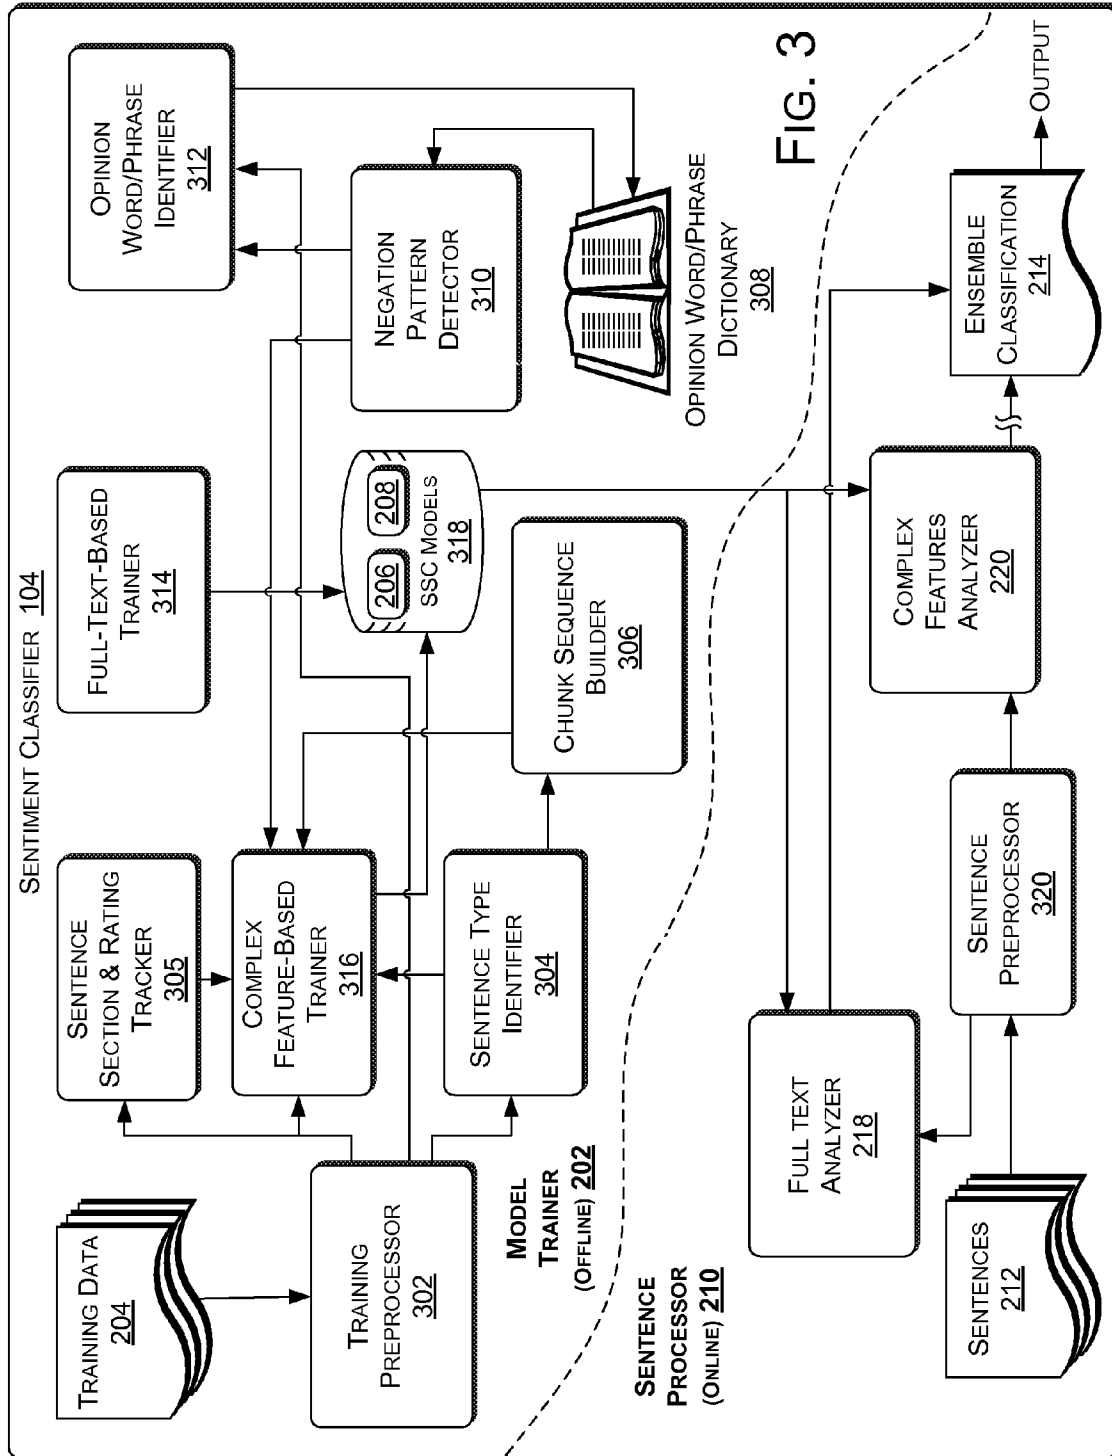 SENTIMENT CLASSIFIER 104
TRAINING DATA
204
TRAINING
PREPROCESSOR
302
SENTENCE
SECTION & RATING
TRACKER
305
COMPLEX
FEATURE-BASED
TRAINER
316
SENTENCE TYPE
IDENTIFIER
304
FULL-TEXT-BASED
TRAINER
314
206
208
SSC MODELS
318
CHUNK SEQUENCE
BUILDER
306
OPINION
WORD/PHRASE
IDENTIFIER
312
NEGATION
PATTERN
DETECTOR
310
OPINION WORD/PHRASE
DICTIONARY
308
MODEL
TRAINER
(OFFLINE) 202
SENTENCE
PROCESSOR
(ONLINE) 210
FULL TEXT
ANALYZER
218
SENTENCES
212
SENTENCE
PREPROCESSOR
320
COMPLEX
FEATURES
ANALYZER
220
ENSEMBLE
CLASSIFICATION
214
OUTPUT
FIG. 3